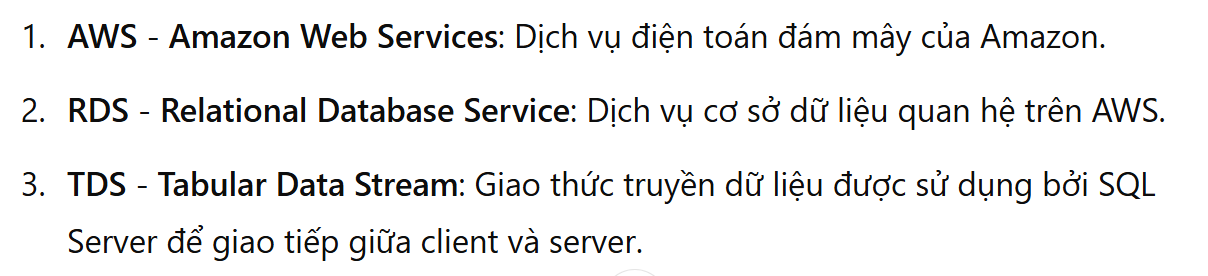 1. AWS - Amazon Web Services: Dịch vụ điện toán đám mây của Amazon.
2. RDS - Relational Database Service: Dịch vụ cơ sở dữ liệu quan hệ trên AWS.
3. TDS - Tabular Data Stream: Giao thức truyền dữ liệu được sử dụng bởi SQL
Server để giao tiếp giữa client và server.